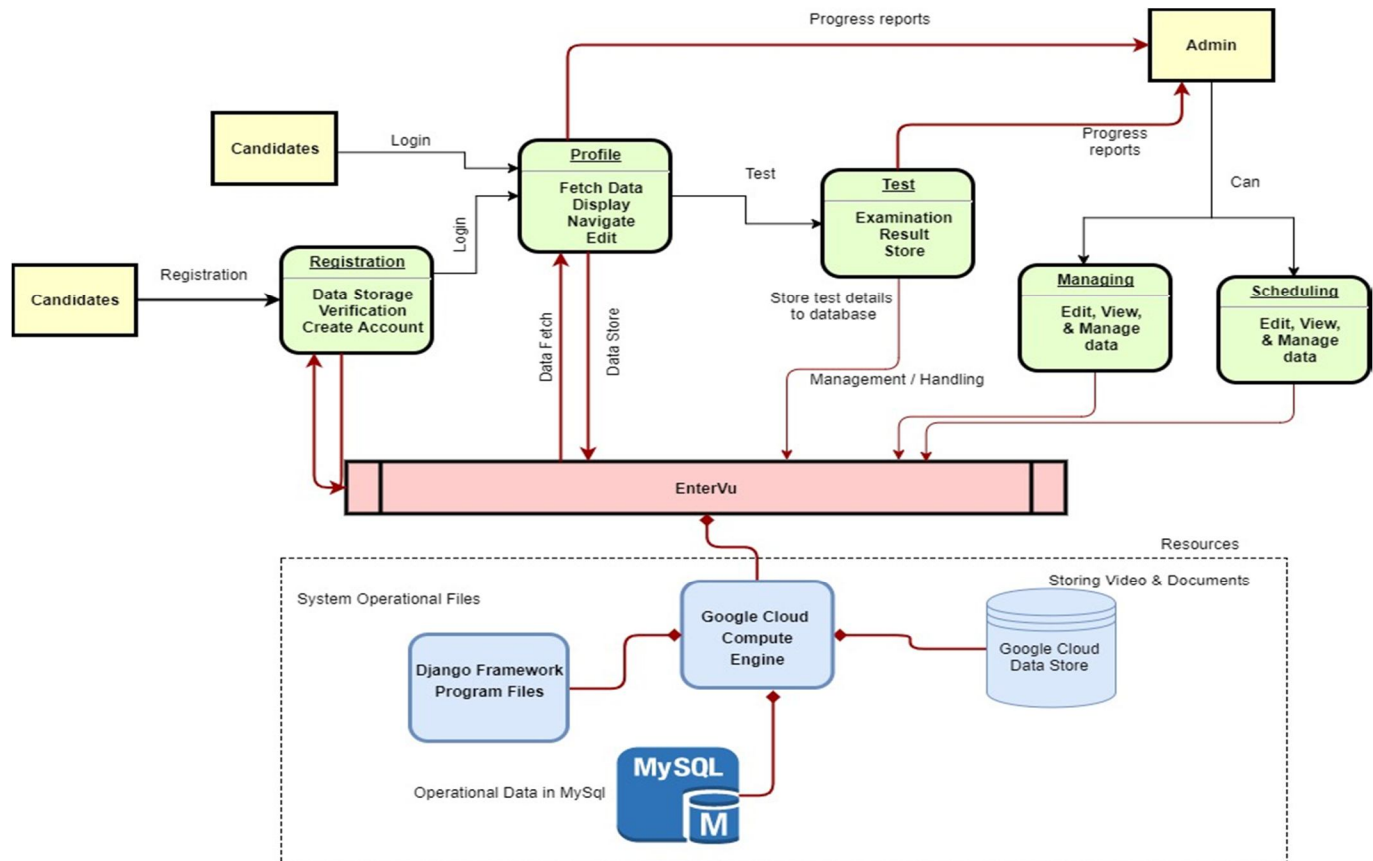 Progress reports
Admin
Candidates
Login
Profile
Fetch Data
Display
Navigate
Edit
Test
Test
Examination
Result
Store
Progress
reports
Can
Candidates
Registration
Registration
Data Storage
Verification
Create Account
Login
Managing
Edit, View,
& Manage
data
Scheduling
Edit, View,
& Manage
data
Data Fetch
Data Store
Store test details
to database
Management / Handling
EnterVu
Resources
System Operational Files
Storing Video & Documents
Google Cloud
Compute
Engine
Google Cloud
Data Store
Django Framework
Program Files
MySQL
M
Operational Data in MySql